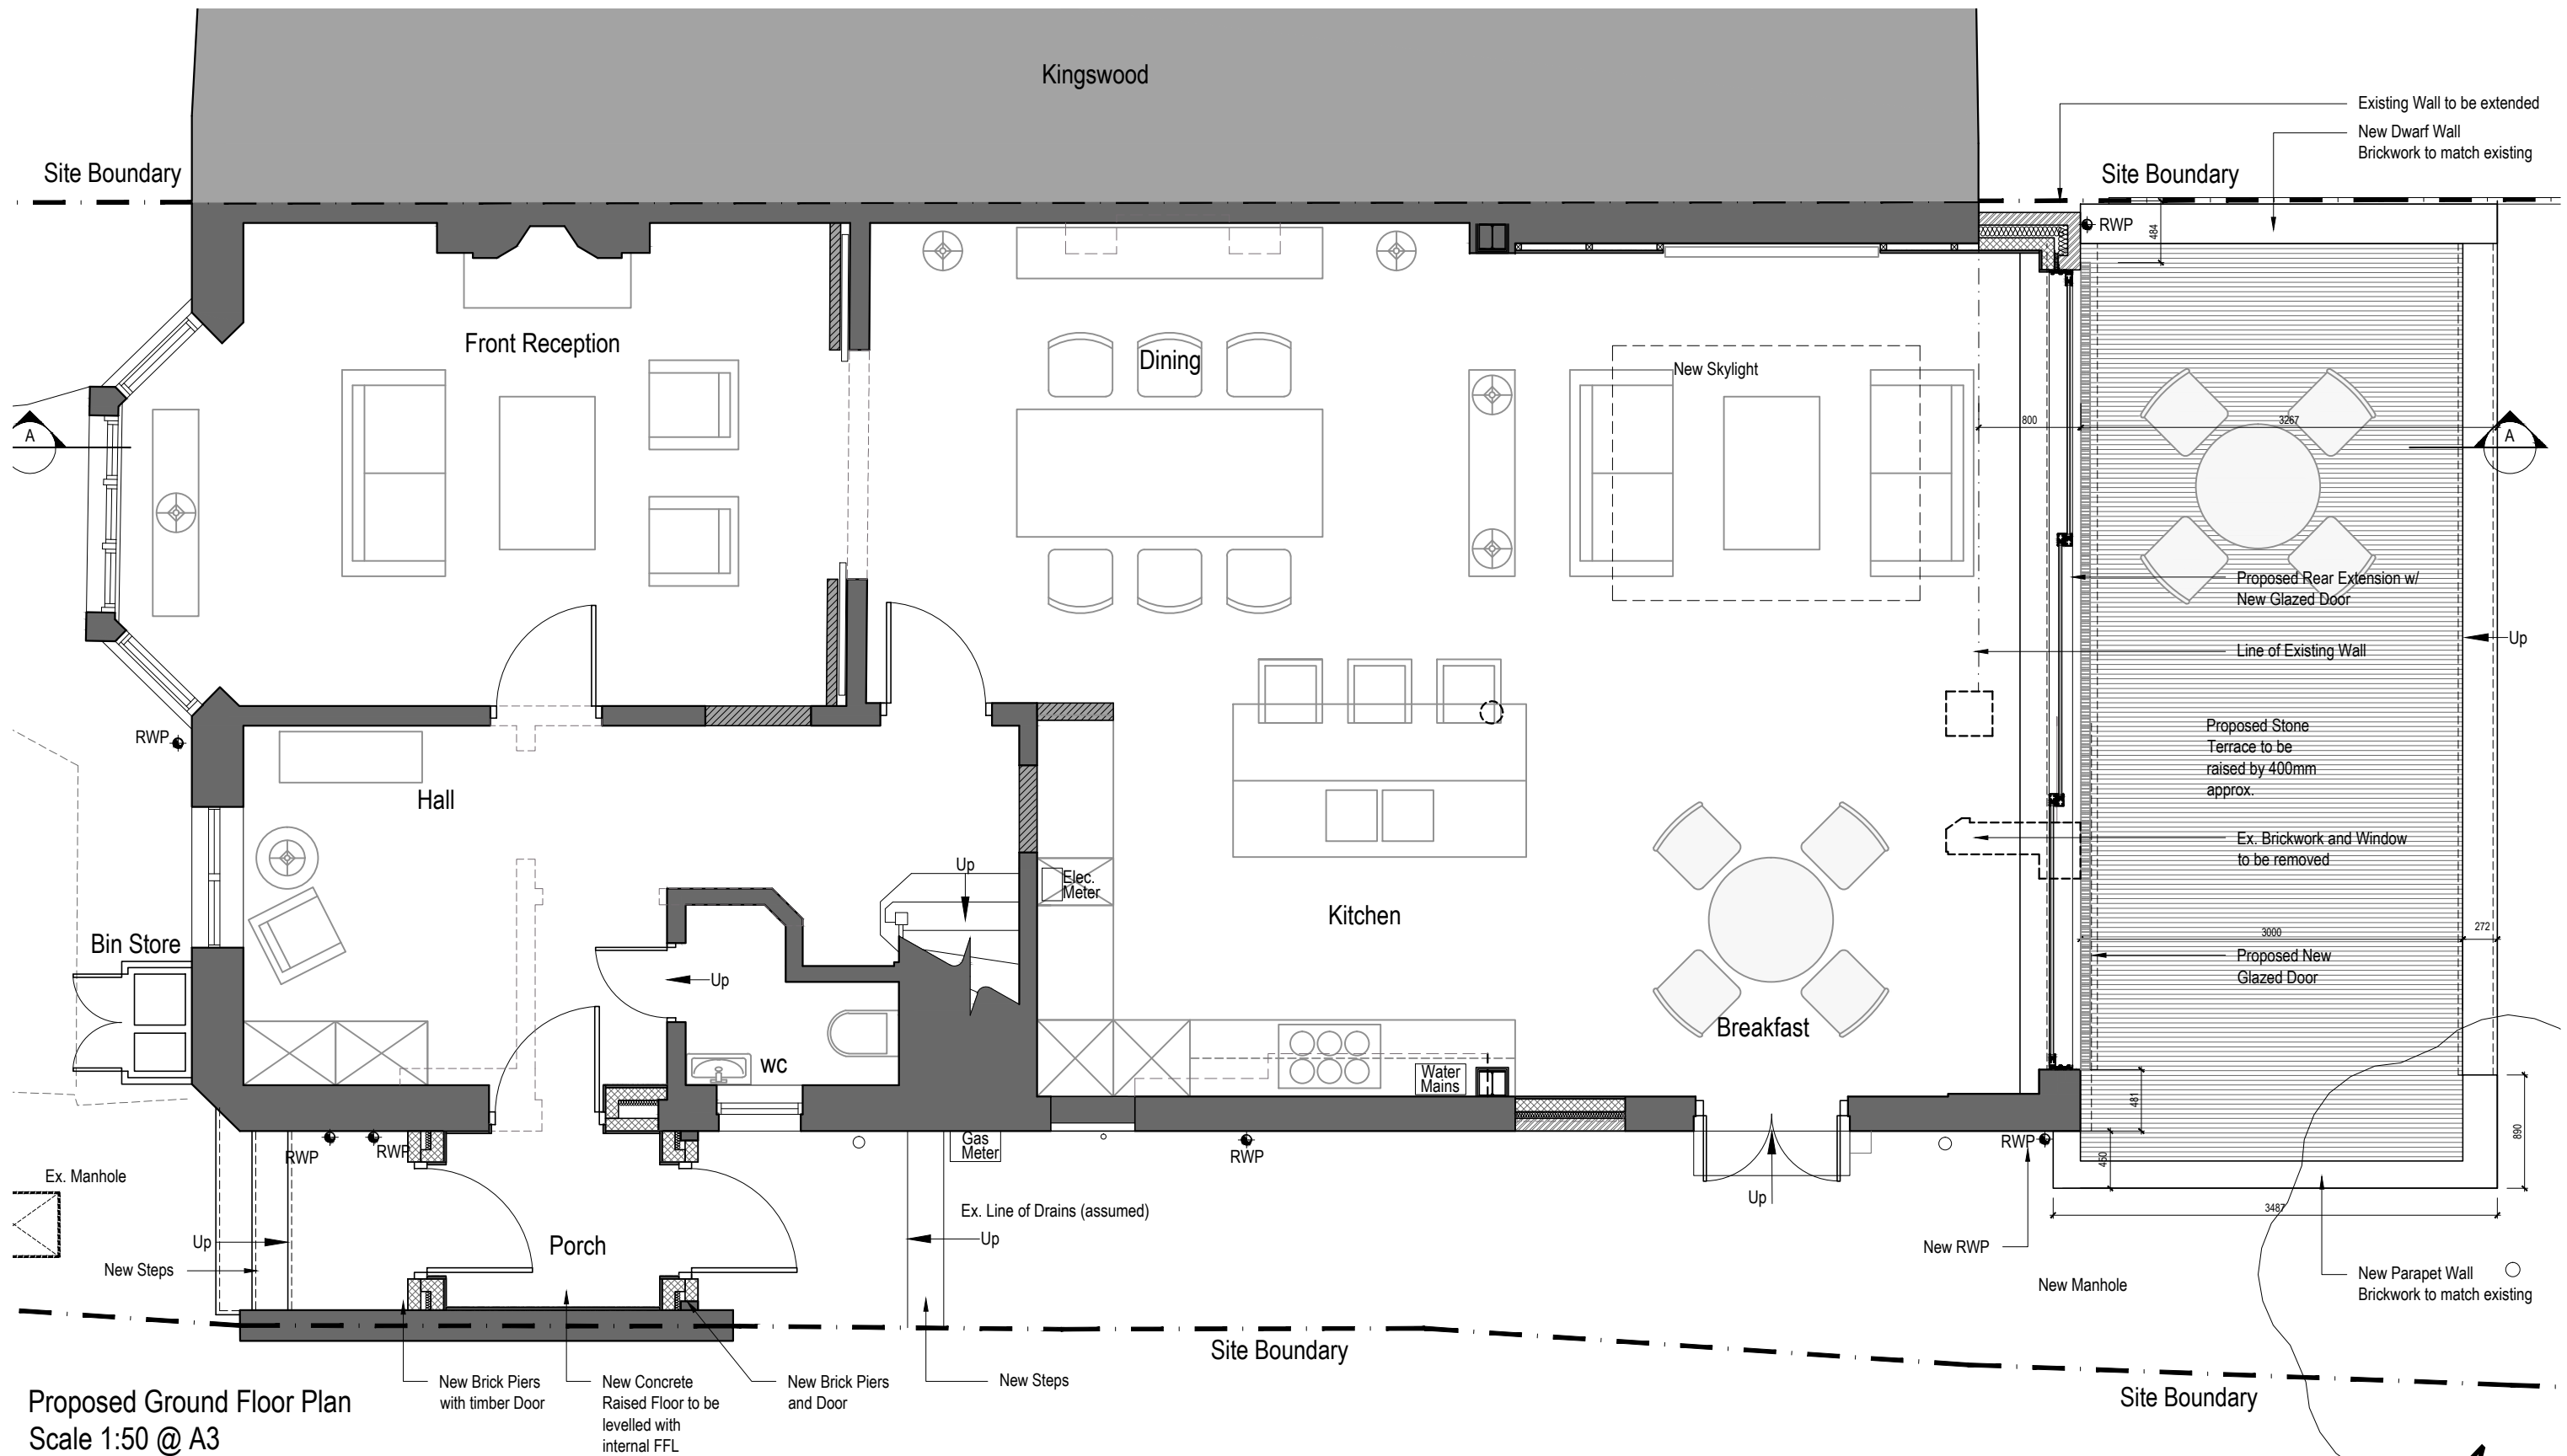 Kingswood
Existing Wall to be extended
New Dwarf Wall
Brickwork to match existing
Site Boundary
Site Boundary
RWP
484
Front Reception
Dining
New Skylight
800
3267
A
A
Proposed Rear Extension w/
New Glazed Door
Up
Line of Existing Wall
RWP
Proposed Stone
Terrace to be
raised by 400mm
approx.
Hall
Ex. Brickwork and Window
to be removed
Up
Elec.
Meter
Kitchen
Bin Store
3000
272
Proposed New
Glazed Door
Up
Breakfast
WC
Water
Mains
481
890
RWP
RWP
Gas
Meter
RWP
RWP
450
Ex. Manhole
Up
Ex. Line of Drains (assumed)
3487
Up
Porch
Up
New RWP
New Steps
New Manhole
New Parapet Wall
Brickwork to match existing
Site Boundary
New Brick Piers
with timber Door
New Concrete
Raised Floor to be
levelled with
internal FFL
New Brick Piers
and Door
New Steps
Site Boundary
Proposed Ground Floor Plan
Scale 1:50 @ A3